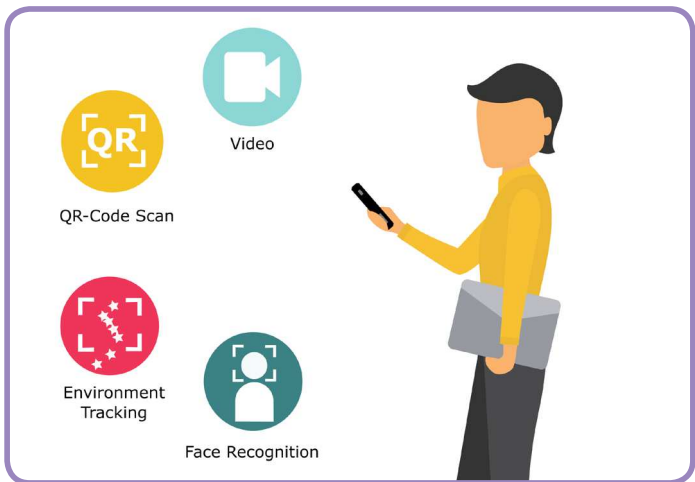 Video
QR
QR-Code Scan
Environment
Tracking
Face Recognition